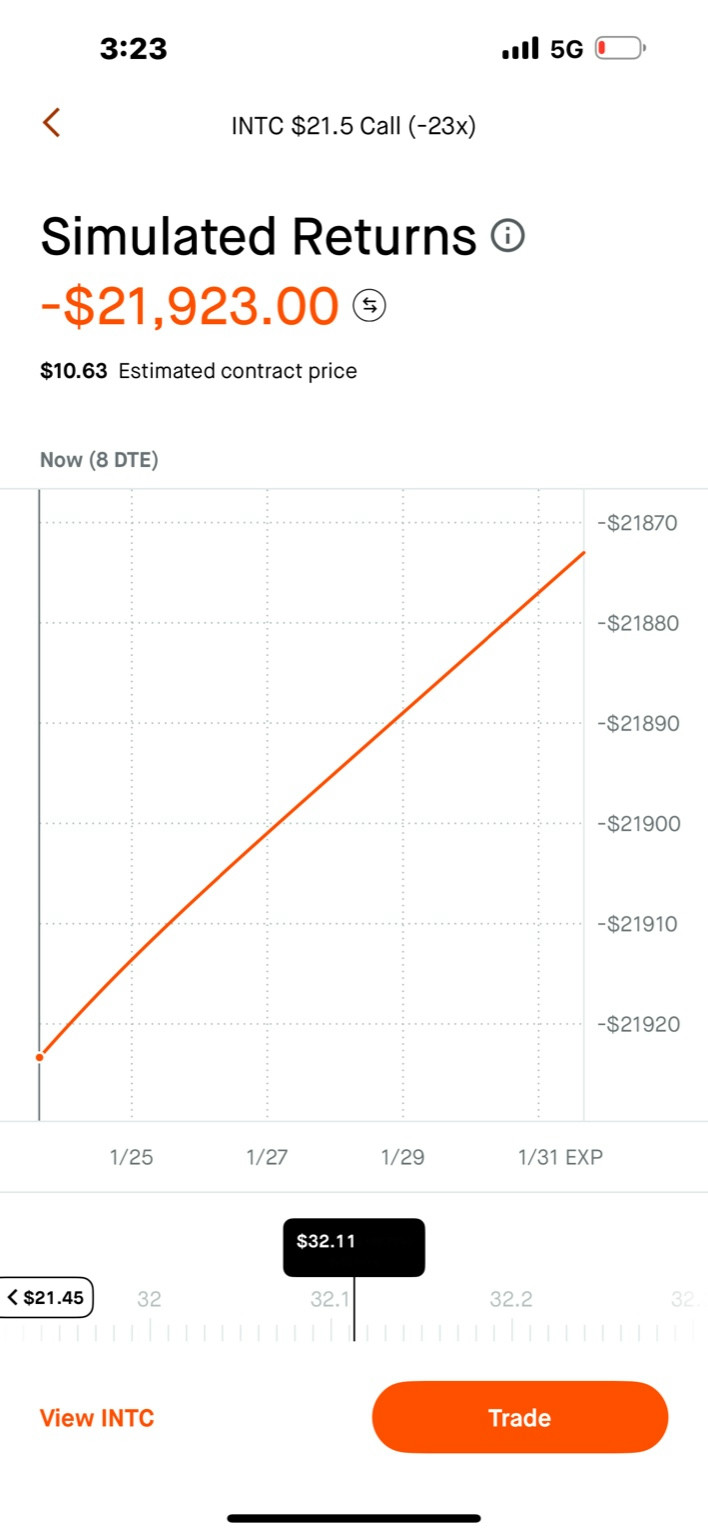 3:23 5G
INTC $21.5 Call (-23x)
Simulated Returns
-$21,923.00
$10.63 Estimated contract price
Now (8 DTE)
-$21870
-$21880
-$21890
-$21900
-$21910
-$21920
1/25 1/27 1/29 1/31 EXP
$32.11
$21.45 32 32.1 32.2 32.
View INTC Trade